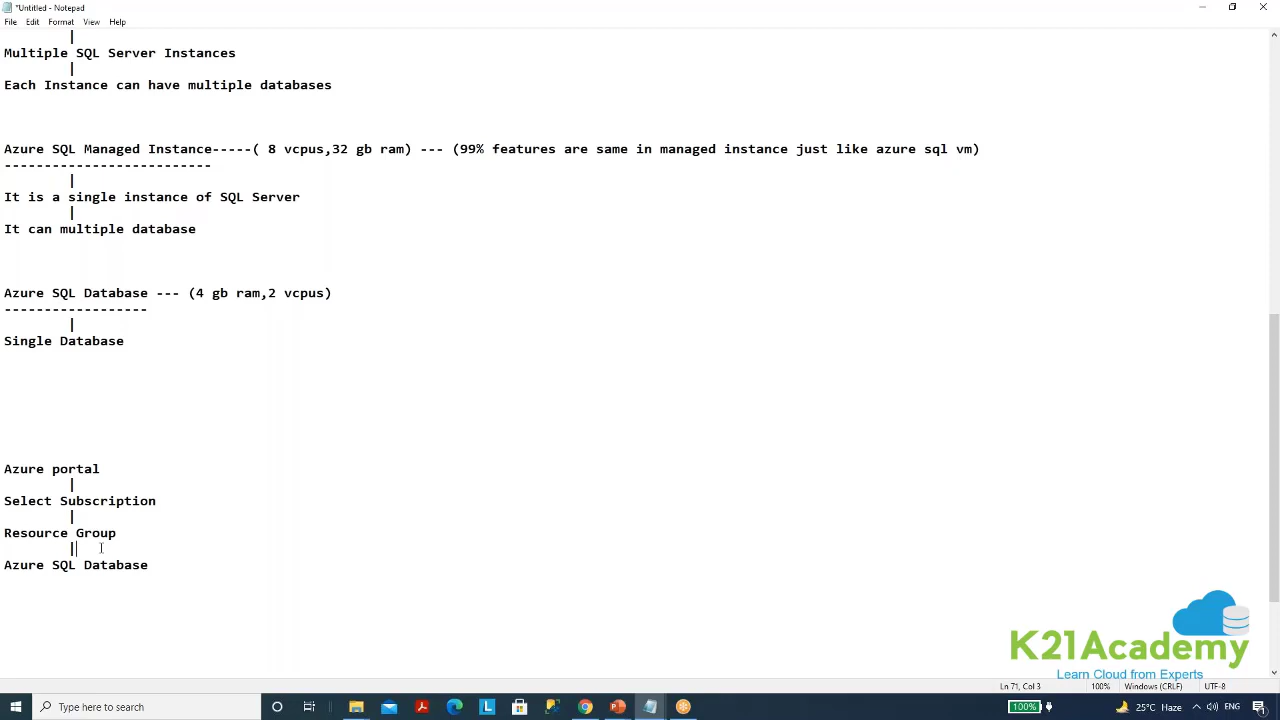 *Untitled - Notepad
File Edit Format View Help
|
Multiple SQL Server Instances
|
Each Instance can have multiple databases
Azure SQL Managed Instance-----( 8 vcpus,32 gb ram) --- (99% features are same in managed instance just like azure sql vm)
--------------------------
|
It is a single instance of SQL Server
|
It can multiple database
Azure SQL Database --- (4 gb ram,2 vcpus)
------------------
|
Single Database
Azure portal
|
Select Subscription
|
Resource Group
|
Azure SQL Database
K21Academy
Learn Cloud from Experts
Ln 71, Col 3 100% Windows (CRLF) UTF-8
Type here to search
L
100% 25°C Haze